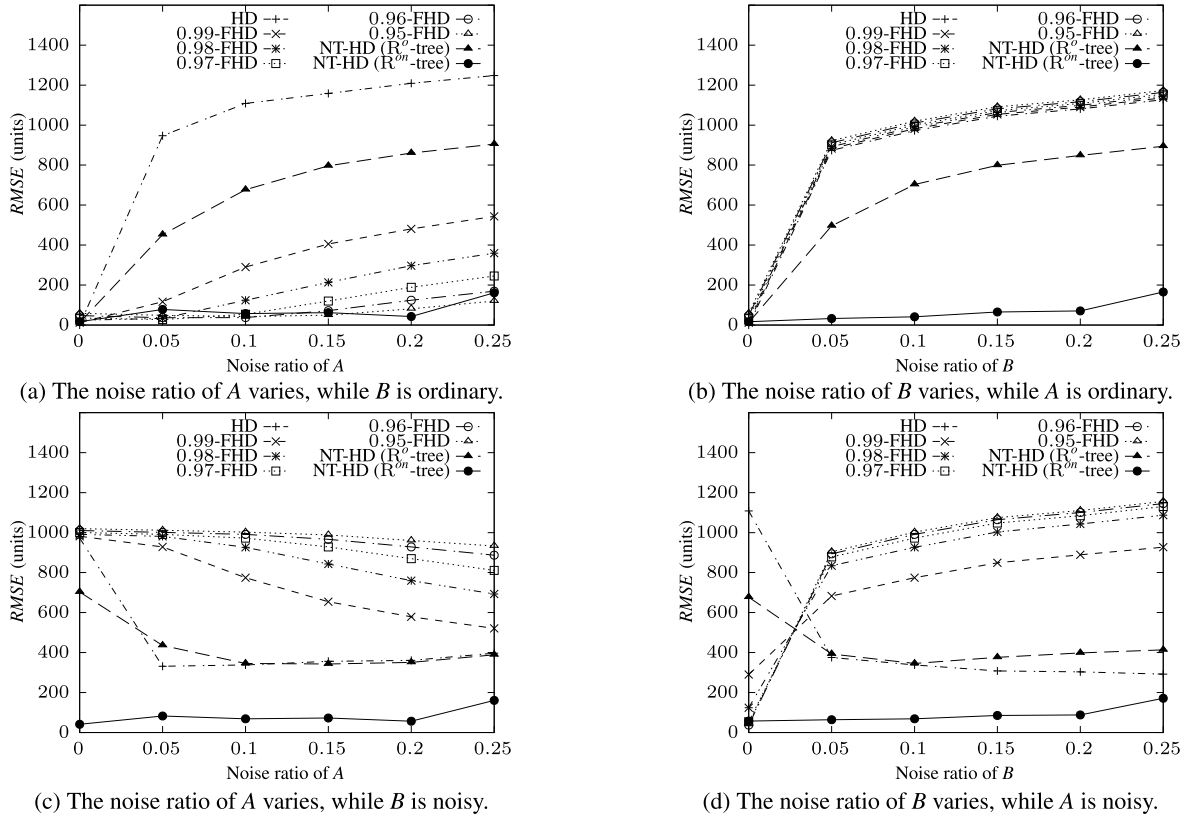 HD
0.99-FHD
0.98-FHD
0.97-FHD
0.96-FHD
0.95-FHD
NT-HD (R^o-tree)
NT-HD (R^on-tree)
RMSE (units)
1400
1200
1000
800
600
400
200
0
0 0.05 0.1 0.15 0.2 0.25
Noise ratio of A
(a) The noise ratio of A varies, while B is ordinary.
HD
0.99-FHD
0.98-FHD
0.97-FHD
0.96-FHD
0.95-FHD
NT-HD (R^o-tree)
NT-HD (R^on-tree)
RMSE (units)
1400
1200
1000
800
600
400
200
0
0 0.05 0.1 0.15 0.2 0.25
Noise ratio of B
(b) The noise ratio of B varies, while A is ordinary.
HD
0.99-FHD
0.98-FHD
0.97-FHD
0.96-FHD
0.95-FHD
NT-HD (R^o-tree)
NT-HD (R^on-tree)
RMSE (units)
1400
1200
1000
800
600
400
200
0
0 0.05 0.1 0.15 0.2 0.25
Noise ratio of A
(c) The noise ratio of A varies, while B is noisy.
HD
0.99-FHD
0.98-FHD
0.97-FHD
0.96-FHD
0.95-FHD
NT-HD (R^o-tree)
NT-HD (R^on-tree)
RMSE (units)
1400
1200
1000
800
600
400
200
0
0 0.05 0.1 0.15 0.2 0.25
Noise ratio of B
(d) The noise ratio of B varies, while A is noisy.